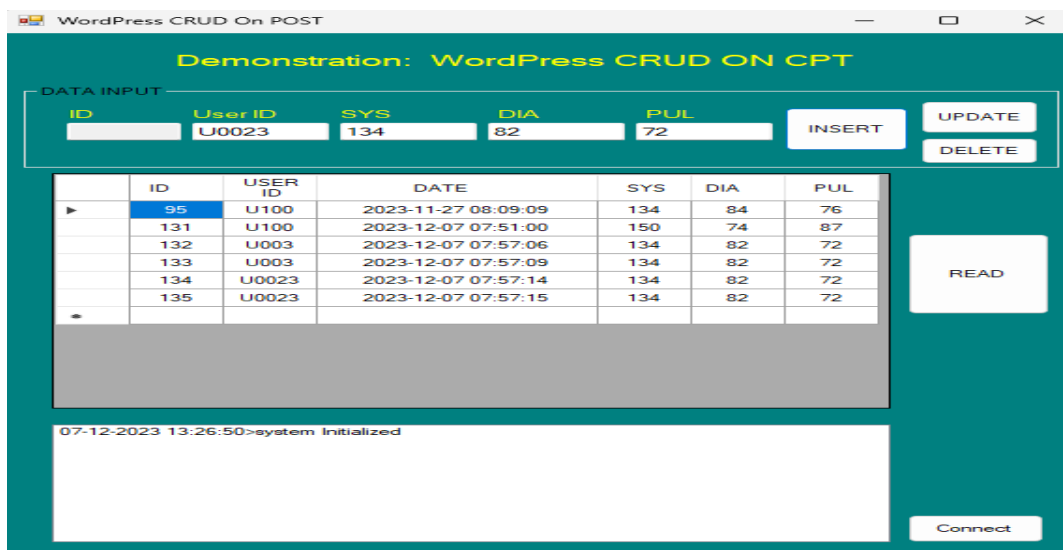 WordPress CRUD On POST
Demonstration: WordPress CRUD ON CPT
DATA INPUT
ID User ID SYS DIA PUL
U0023 134 82 72
INSERT
UPDATE
DELETE
ID USER ID DATE SYS DIA PUL
95 U100 2023-11-27 08:09:09 134 84 76
131 U100 2023-12-07 07:51:00 150 74 87
132 U003 2023-12-07 07:57:06 134 82 72
133 U003 2023-12-07 07:57:09 134 82 72
134 U0023 2023-12-07 07:57:14 134 82 72
135 U0023 2023-12-07 07:57:15 134 82 72
READ
07-12-2023 13:26:50>system Initialized
Connect